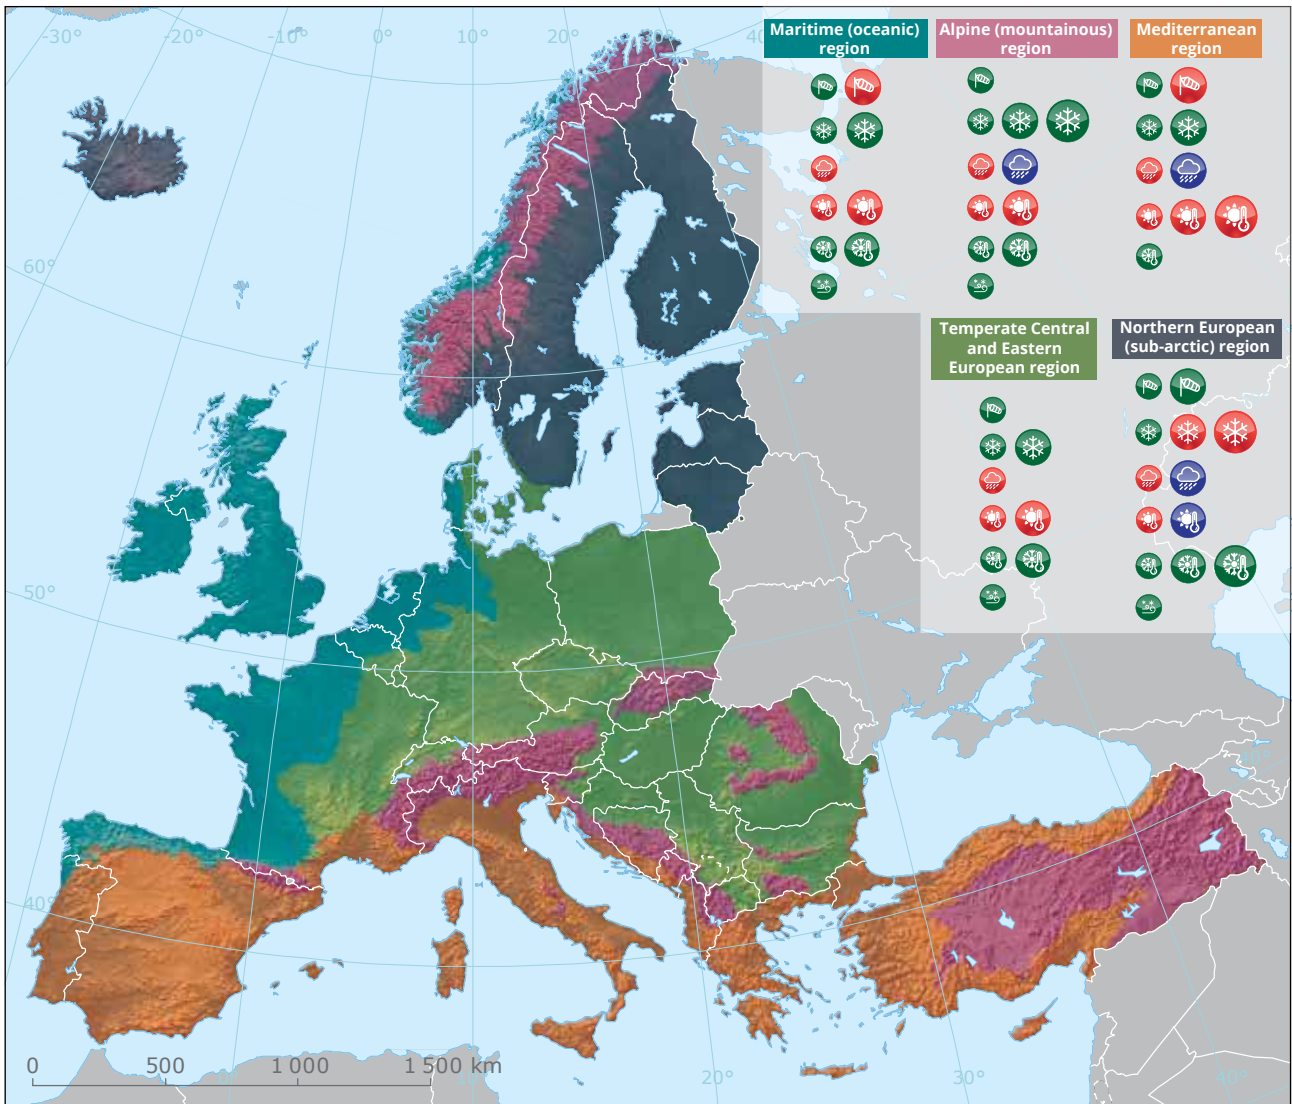 -30°
-20°
-10°
0°
10°
20°
30°
Maritime (oceanic)
region
Alpine (mountainous)
region
Mediterranean
region
60°
Temperate Central
and Eastern
European region
Northern European
(sub-arctic) region
50°
40°
0
500
1 000
1 500 km
10°
20°
30°
40°